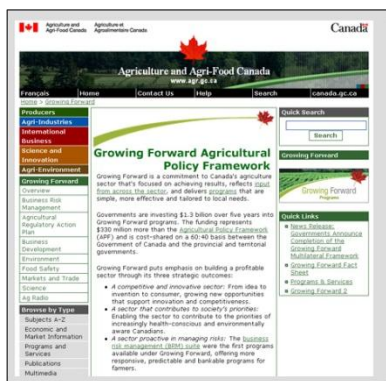 Agriculture and
Agri-Food Canada
Agriculture et
Agroalimentaire Canada
Canada
Agriculture and Agri-Food Canada
www.agr.gc.ca
Français Home Contact Us Help Search canada.gc.ca
Home > Growing Forward
Producers
Agri-Industries
International
Business
Science and
Innovation
Agri-Environment
Growing Forward
Overview
Business Risk
Management
Agricultural
Regulatory Action
Plan
Business
Development
Environment
Food Safety
Markets and Trade
Science
Ag Radio
Browse by Type
Subjects A-Z
Economic and
Market Information
Programs and
Services
Publications
Multimedia
Growing Forward Agricultural
Policy Framework
Growing Forward is a commitment to Canada's agriculture
sector that's focused on achieving results, reflects input
from across the sector, and delivers programs that are
simple, more effective and tailored to local needs.
Governments are investing $1.3 billion over five years into
Growing Forward programs. The funding represents
$330 million more than the Agricultural Policy Framework
(APF) and is cost-shared on a 60:40 basis between the
Government of Canada and the provincial and territorial
governments.
Growing Forward puts emphasis on building a profitable
sector through its three strategic outcomes:
• A competitive and innovative sector: From idea to
invention to consumer, growing new opportunities
that support innovation and competitiveness.
• A sector that contributes to society's priorities:
Enabling the sector to contribute to the priorities of
increasingly health-conscious and environmentally
aware Canadians.
• A sector proactive in managing risks: The business
risk management (BRM) suite were the first programs
available under Growing Forward, offering more
responsive, predictable and bankable programs for
farmers.
Quick Search
Search
Growing Forward
Growing Forward
Programs
Quick Links
News Release:
Governments Announce
Completion of the
Growing Forward
Multilateral Framework
Growing Forward Fact
Sheet
Programs & Services
Growing Forward 2